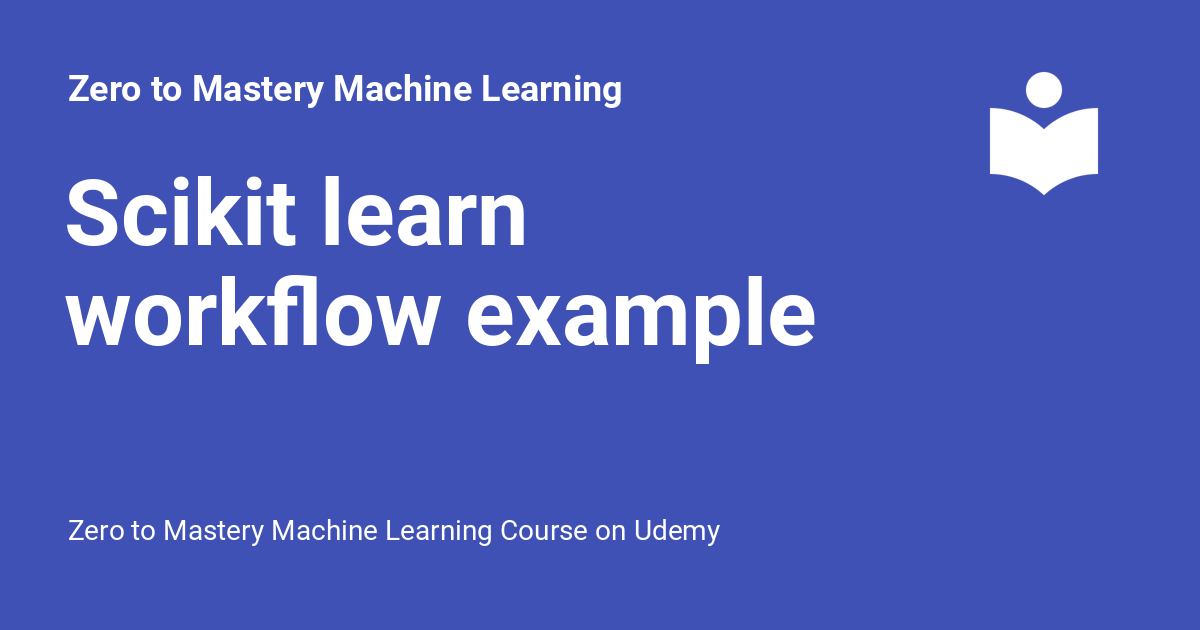 Zero to Mastery Machine Learning
Scikit learn
workflow example
Zero to Mastery Machine Learning Course on Udemy